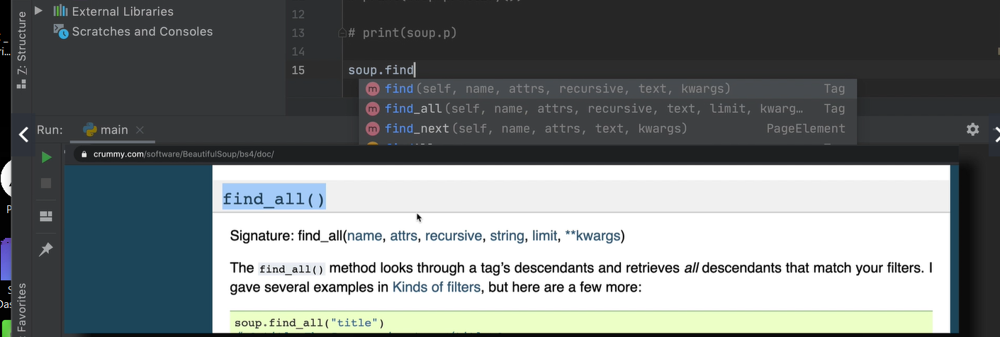 External Libraries
Scratches and Consoles
Z: Structure
12
13 # print(soup.p)
14
15 soup.find
find(self, name, attrs, recursive, text, kwargs) Tag
find_all(self, name, attrs, recursive, text, limit, kwarg… Tag
find_next(self, name, attrs, text, kwargs) PageElement
Run: main
crummy.com/software/BeautifulSoup/bs4/doc/
find_all()
Signature: find_all(name, attrs, recursive, string, limit, **kwargs)
The find_all() method looks through a tag's descendants and retrieves all descendants that match your filters. I
gave several examples in Kinds of filters, but here are a few more:
soup.find_all("title")
Favorites